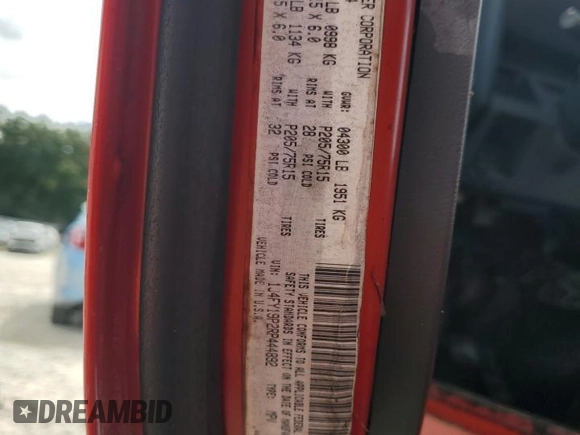 ER CORPORATION
GVWR: 04300 LB 1951 KG
LB 0998 KG WITH P205/75R15 TIRES
.5 X 6.0 RIMS AT 28 PSI COLD
LB 1134 KG WITH P205/75R15 TIRES
5 X 6.0 RIMS AT 32 PSI COLD
THIS VEHICLE CONFORMS TO ALL APPLICABLE FEDERAL
SAFETY STANDARDS IN EFFECT ON THE DATE OF
VIN: 1J4FY19P2RP444892 TYPE: MPV
VEHICLE MADE IN U.S.A.
DREAMBID